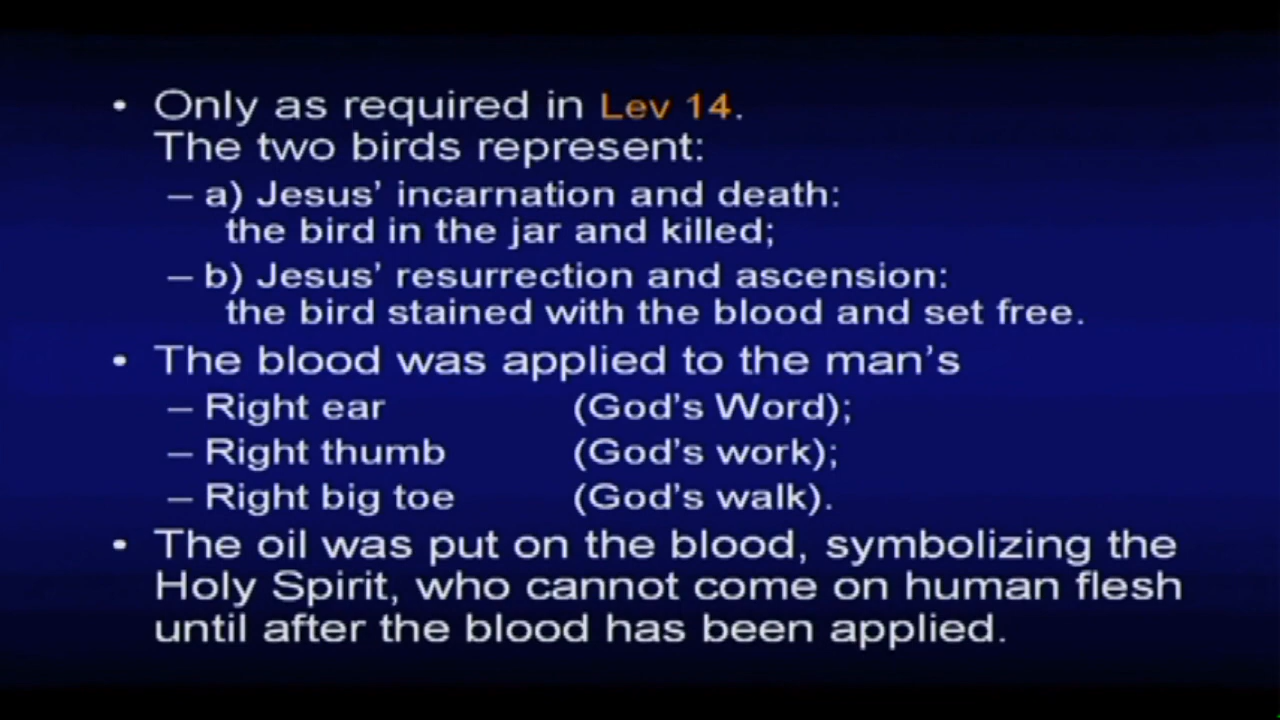 • Only as required in Lev 14.
The two birds represent:
– a) Jesus’ incarnation and death:
the bird in the jar and killed;
– b) Jesus’ resurrection and ascension:
the bird stained with the blood and set free.
• The blood was applied to the man’s
– Right ear (God’s Word);
– Right thumb (God’s work);
– Right big toe (God’s walk).
• The oil was put on the blood, symbolizing the
Holy Spirit, who cannot come on human flesh
until after the blood has been applied.